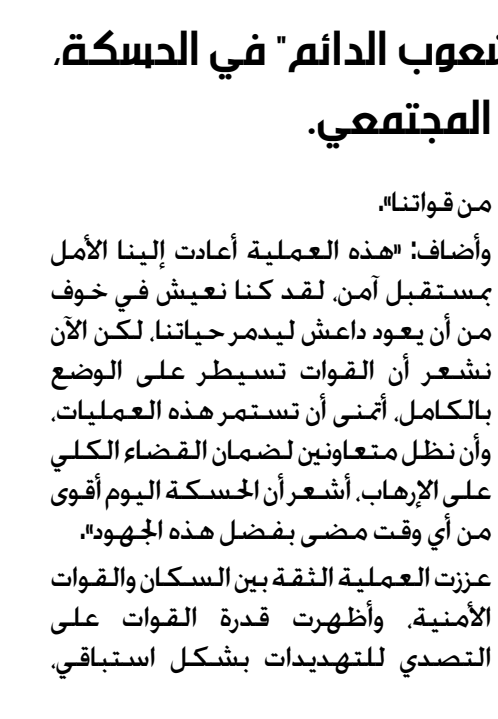 الدائم" في الحسكة،
المجتمعي.
من قواتنا».
وأضاف: «هذه العملية أعادت إلينا الأمل
بمستقبل آمن، لقد كنا نعيش في خوف
من أن يعود داعش ليدمر حياتنا، لكن الآن
نشعر أن القوات تسيطر على الوضع
بالكامل، أتمنى أن تستمر هذه العمليات،
وأن نظل متعاونين لضمان القضاء الكلي
على الإرهاب، أشعر أن الحسكة اليوم أقوى
من أي وقت مضى بفضل هذه الجهود».
عززت العملية الثقة بين السكان والقوات
الأمنية، وأظهرت قدرة القوات على
التصدي للتهديدات بشكل استباقي،